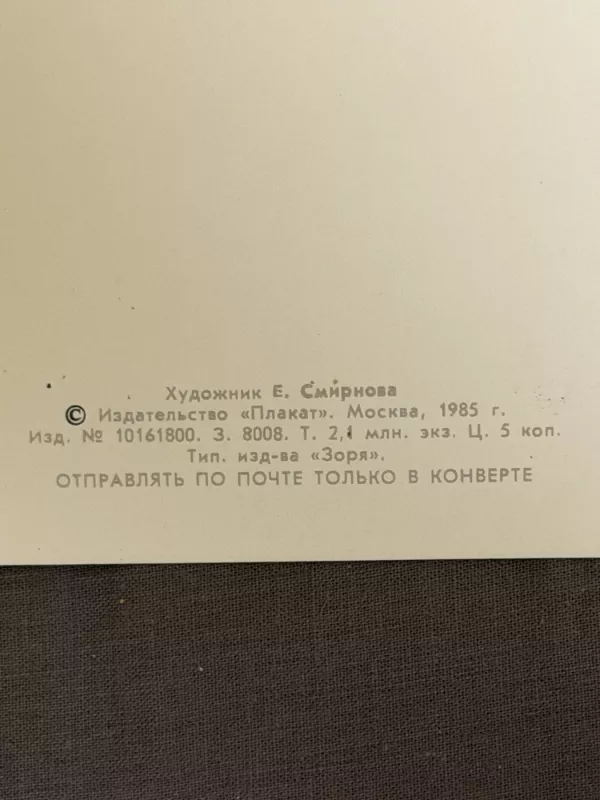 Художник Е. Смирнова
© Издательство «Плакат». Москва, 1985 г.
Изд. № 10161800. З. 8008. Т. 2,1 млн. экз. Ц. 5 коп.
Тип. изд-ва «Зоря».
ОТПРАВЛЯТЬ ПО ПОЧТЕ ТОЛЬКО В КОНВЕРТЕ